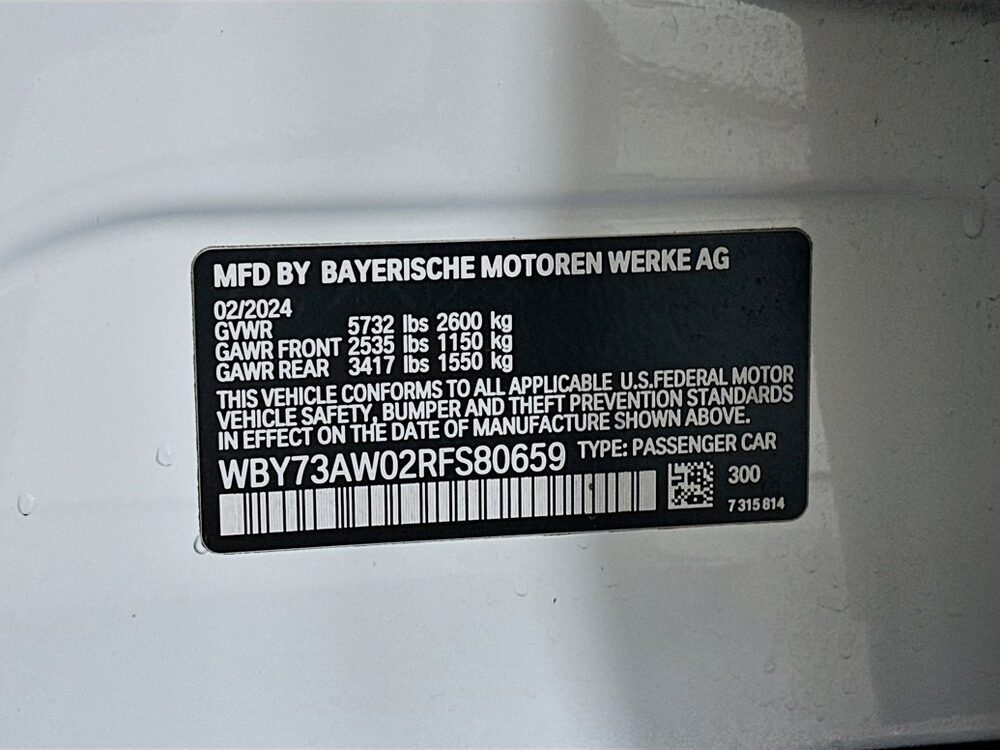 MFD BY BAYERISCHE MOTOREN WERKE AG
02/2024
GVWR 5732 lbs 2600 kg
GAWR FRONT 2535 lbs 1150 kg
GAWR REAR 3417 lbs 1550 kg
THIS VEHICLE CONFORMS TO ALL APPLICABLE U.S.FEDERAL MOTOR
VEHICLE SAFETY, BUMPER AND THEFT PREVENTION STANDARDS
IN EFFECT ON THE DATE OF MANUFACTURE SHOWN ABOVE.
WBY73AW02RFS80659 TYPE: PASSENGER CAR
300
7 315 814